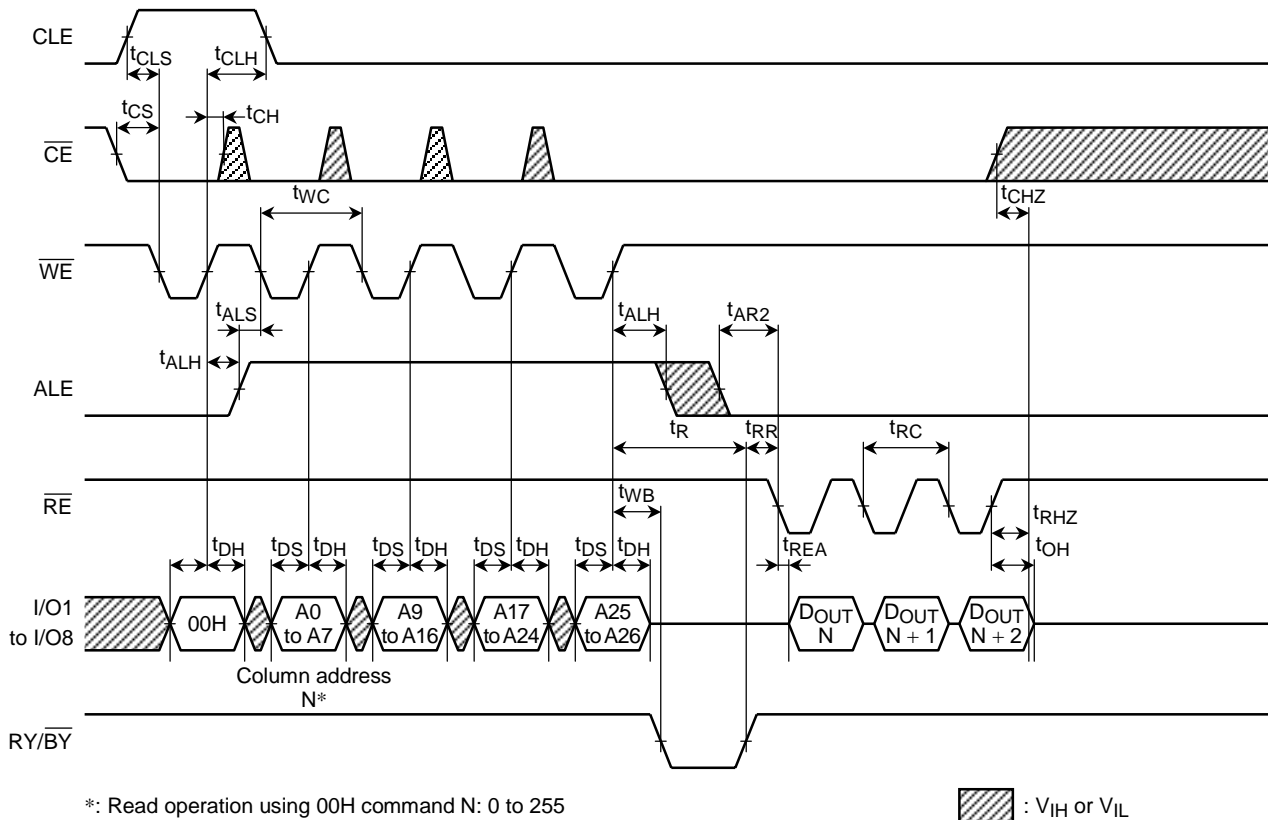 CLE
tCLS
tCLH
tCS
tCH
CE
tWC
tCHZ
WE
tALS
tALH
tAR2
tALH
ALE
tR
tRR
tRC
RE
tWB
tREA
tRHZ
tOH
tDH
tDS
tDH
tDS
tDH
tDS
tDH
tDS
tDH
I/O1
to I/O8
00H
A0
to A7
A9
to A16
A17
to A24
A25
to A26
DOUT
N
DOUT
N + 1
DOUT
N + 2
Column address
N*
RY/BY
*: Read operation using 00H command N: 0 to 255
: VIH or VIL